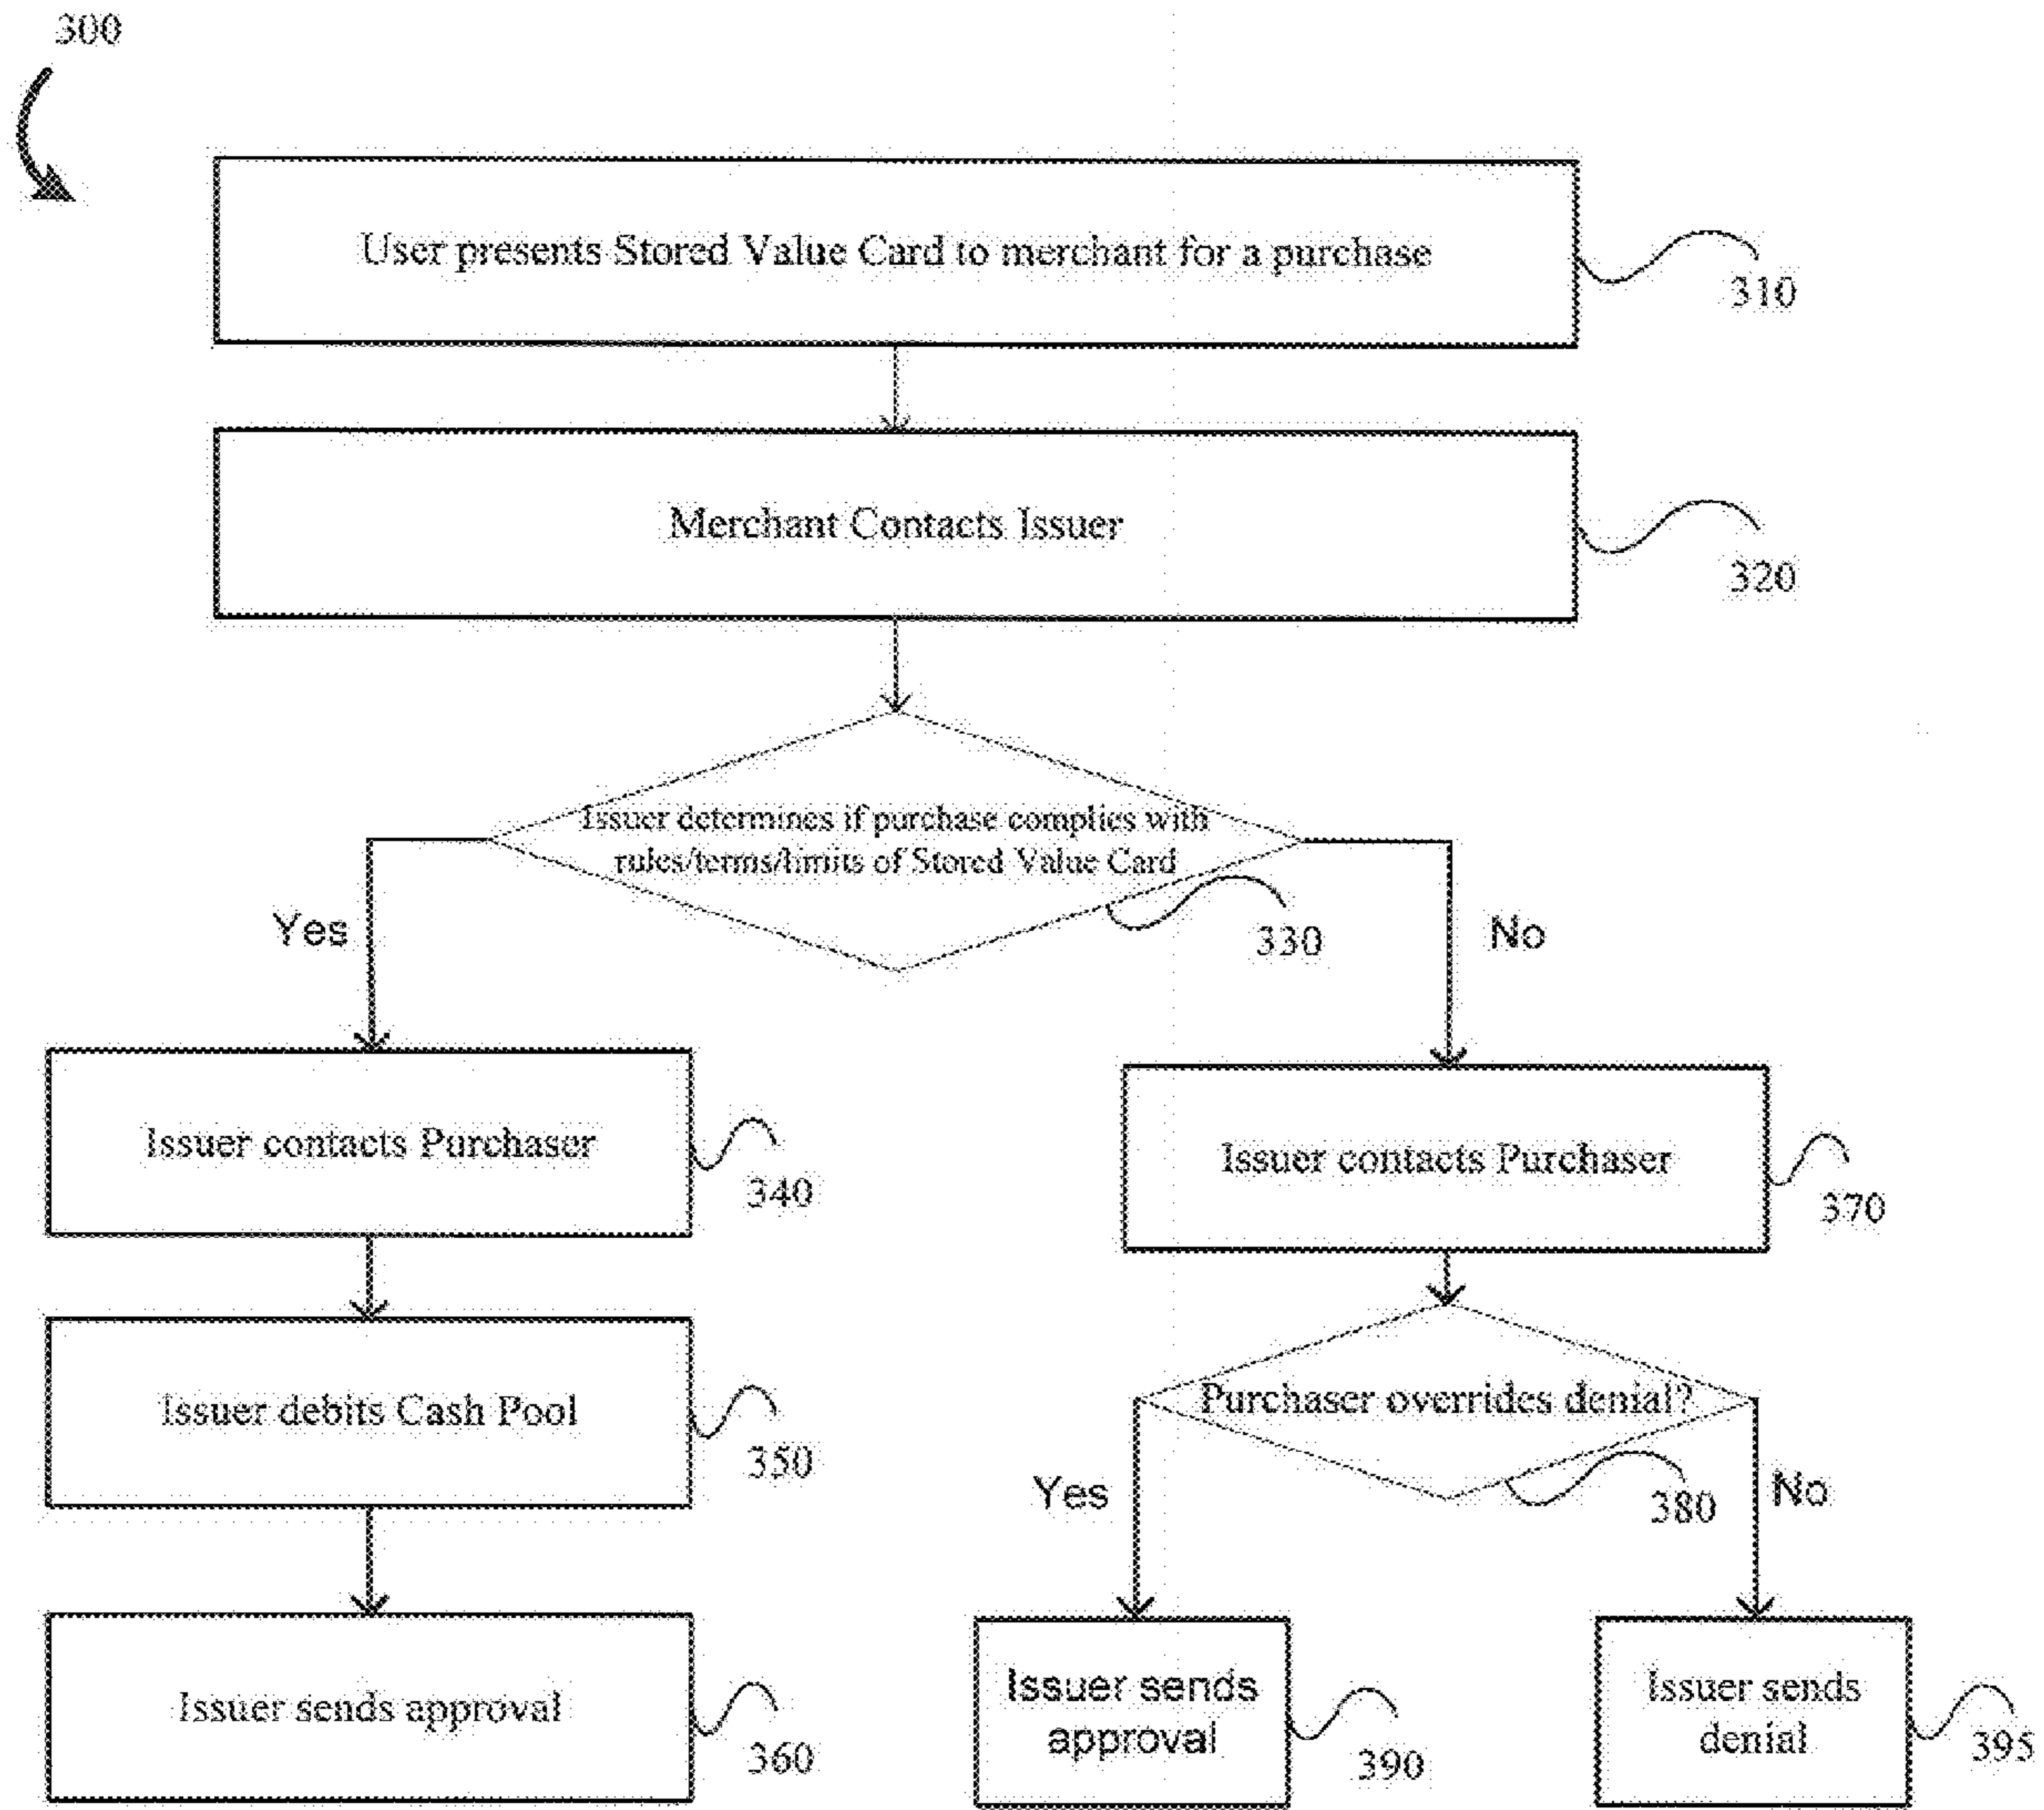 300
User presents Stored Value Card to merchant for a purchase
310
Merchant Contacts Issuer
320
Issuer determines if purchase complies with
rules/terms/limits of Stored Value Card
330
Yes
No
Issuer contacts Purchaser
340
Issuer contacts Purchaser
370
Issuer debits Cash Pool
350
Purchaser overrides denial?
380
Yes
No
Issuer sends approval
360
Issuer sends
approval
390
Issuer sends
denial
395